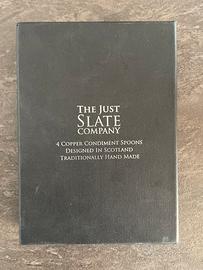 The Just
Slate
Company
4 Copper Condiment Spoons
Designed In Scotland
Traditionally Hand Made